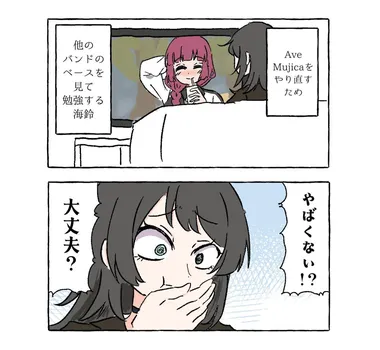 Ave
Mujicaを
やり直す
ため
他の
バンドの
ベースを
見て
勉強する
海鈴
やばくない!?
大丈夫?